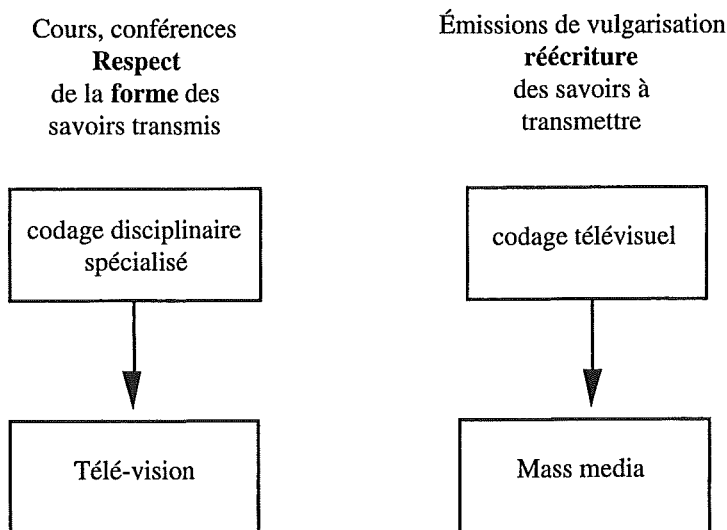 Cours, conférences
Respect
de la forme des
savoirs transmis
codage disciplinaire
spécialisé
Télé-vision
Émissions de vulgarisation
réécriture
des savoirs à
transmettre
codage télévisuel
Mass media